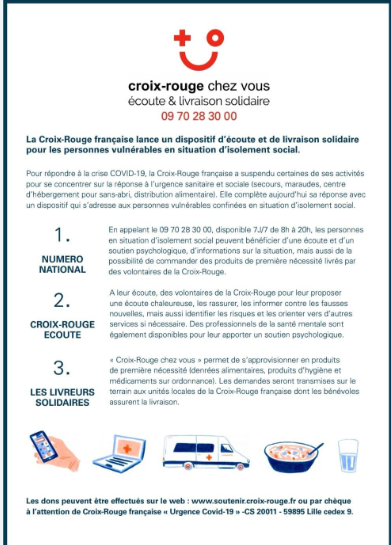 croix-rouge chez vous
écoute & livraison solidaire
09 70 28 30 00
La Croix-Rouge française lance un dispositif d'écoute et de livraison solidaire
pour les personnes vulnérables en situation d'isolement social.
Pour répondre à la crise COVID-19, la Croix-Rouge française a suspendu certaines de ses activités
pour se concentrer sur la réponse à l'urgence sanitaire et sociale (secours, maraudes, centre
d'hébergement pour sans-abri, distribution alimentaire). Elle complète aujourd'hui sa réponse avec
un dispositif qui s'adresse aux personnes vulnérables confinées en situation d'isolement social.
1.
NUMERO
NATIONAL
En appelant le 09 70 28 30 00, disponible 7J/7 de 8h à 20h, les personnes
en situation d'isolement social peuvent bénéficier d'une écoute et d'un
soutien psychologique, d'informations sur la situation, mais aussi de la
possibilité de commander des produits de première nécessité livrés par
des volontaires de la Croix-Rouge.
2.
CROIX-ROUGE
ECOUTE
A leur écoute, des volontaires de la Croix-Rouge pour leur proposer
une écoute chaleureuse, les rassurer, les informer contre les fausses
nouvelles, mais aussi identifier les risques et les orienter vers d'autres
services si nécessaire. Des professionnels de la santé mentale sont
également disponibles pour leur apporter un soutien psychologique.
3.
LES LIVREURS
SOLIDAIRES
« Croix-Rouge chez vous » permet de s'approvisionner en produits
de première nécessité (denrées alimentaires, produits d'hygiène et
médicaments sur ordonnance). Les demandes seront transmises sur le
terrain aux unités locales de la Croix-Rouge française dont les bénévoles
assurent la livraison.
Les dons peuvent être effectués sur le web : www.soutenir.croix-rouge.fr ou par chèque
à l'attention de Croix-Rouge française « Urgence Covid-19 » -CS 20011 - 59895 Lille cedex 9.